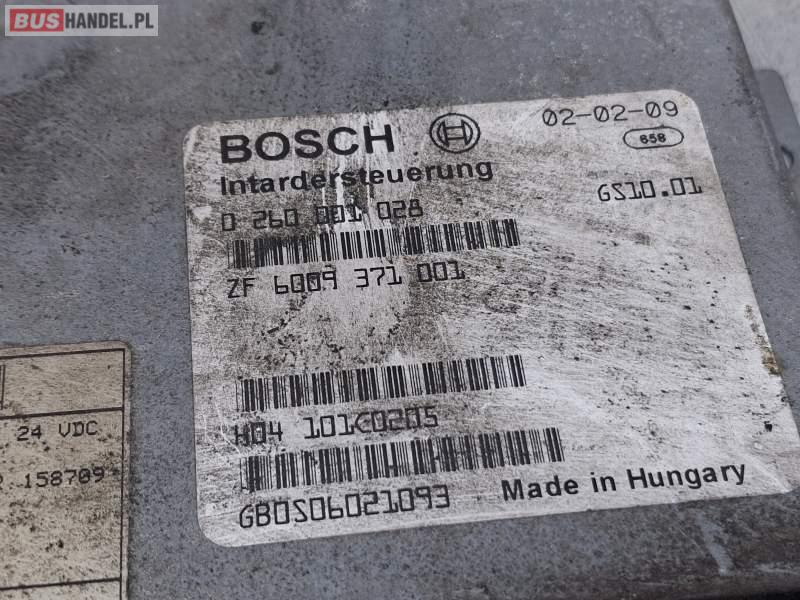 BUSHANDEL.PL
BOSCH
02-02-09
658
Intardersteuerung
GS10.01
0 260 001 028
ZF 6009 371 001
H04 101C0205
GB0S06021093
Made in Hungary
24 VDC
158709